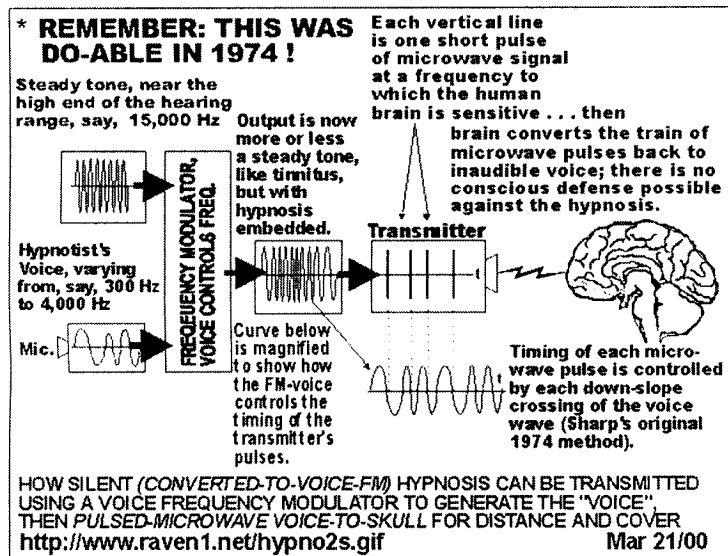 * REMEMBER: THIS WAS
DO-ABLE IN 1974 !
Steady tone, near the
high end of the hearing
range, say, 15,000 Hz
Each vertical line
is one short pulse
of microwave signal
at a frequency to
which the human
brain is sensitive . . . then
brain converts the train of
microwave pulses back to
inaudible voice; there is no
conscious defense possible
against the hypnosis.
Output is now
more or less
a steady tone,
like tinnitus,
but with
hypnosis
embedded.
FREQEUENCY MODULATOR,
VOICE CONTROLS FREQ.
Transmitter
t
Hypnotist's
Voice, varying
from, say, 300 Hz
to 4,000 Hz
Mic.
Curve below
is magnified
to show how
the FM-voice
controls the
timing of the
transmitter's
pulses.
t
Timing of each micro-
wave pulse is controlled
by each down-slope
crossing of the voice
wave (Sharp's original
1974 method).
HOW SILENT (CONVERTED-TO-VOICE-FM) HYPNOSIS CAN BE TRANSMITTED
USING A VOICE FREQUENCY MODULATOR TO GENERATE THE "VOICE",
THEN PULSED-MICROWAVE VOICE-TO-SKULL FOR DISTANCE AND COVER
http://www.raven1.net/hypno2s.gif Mar 21/00